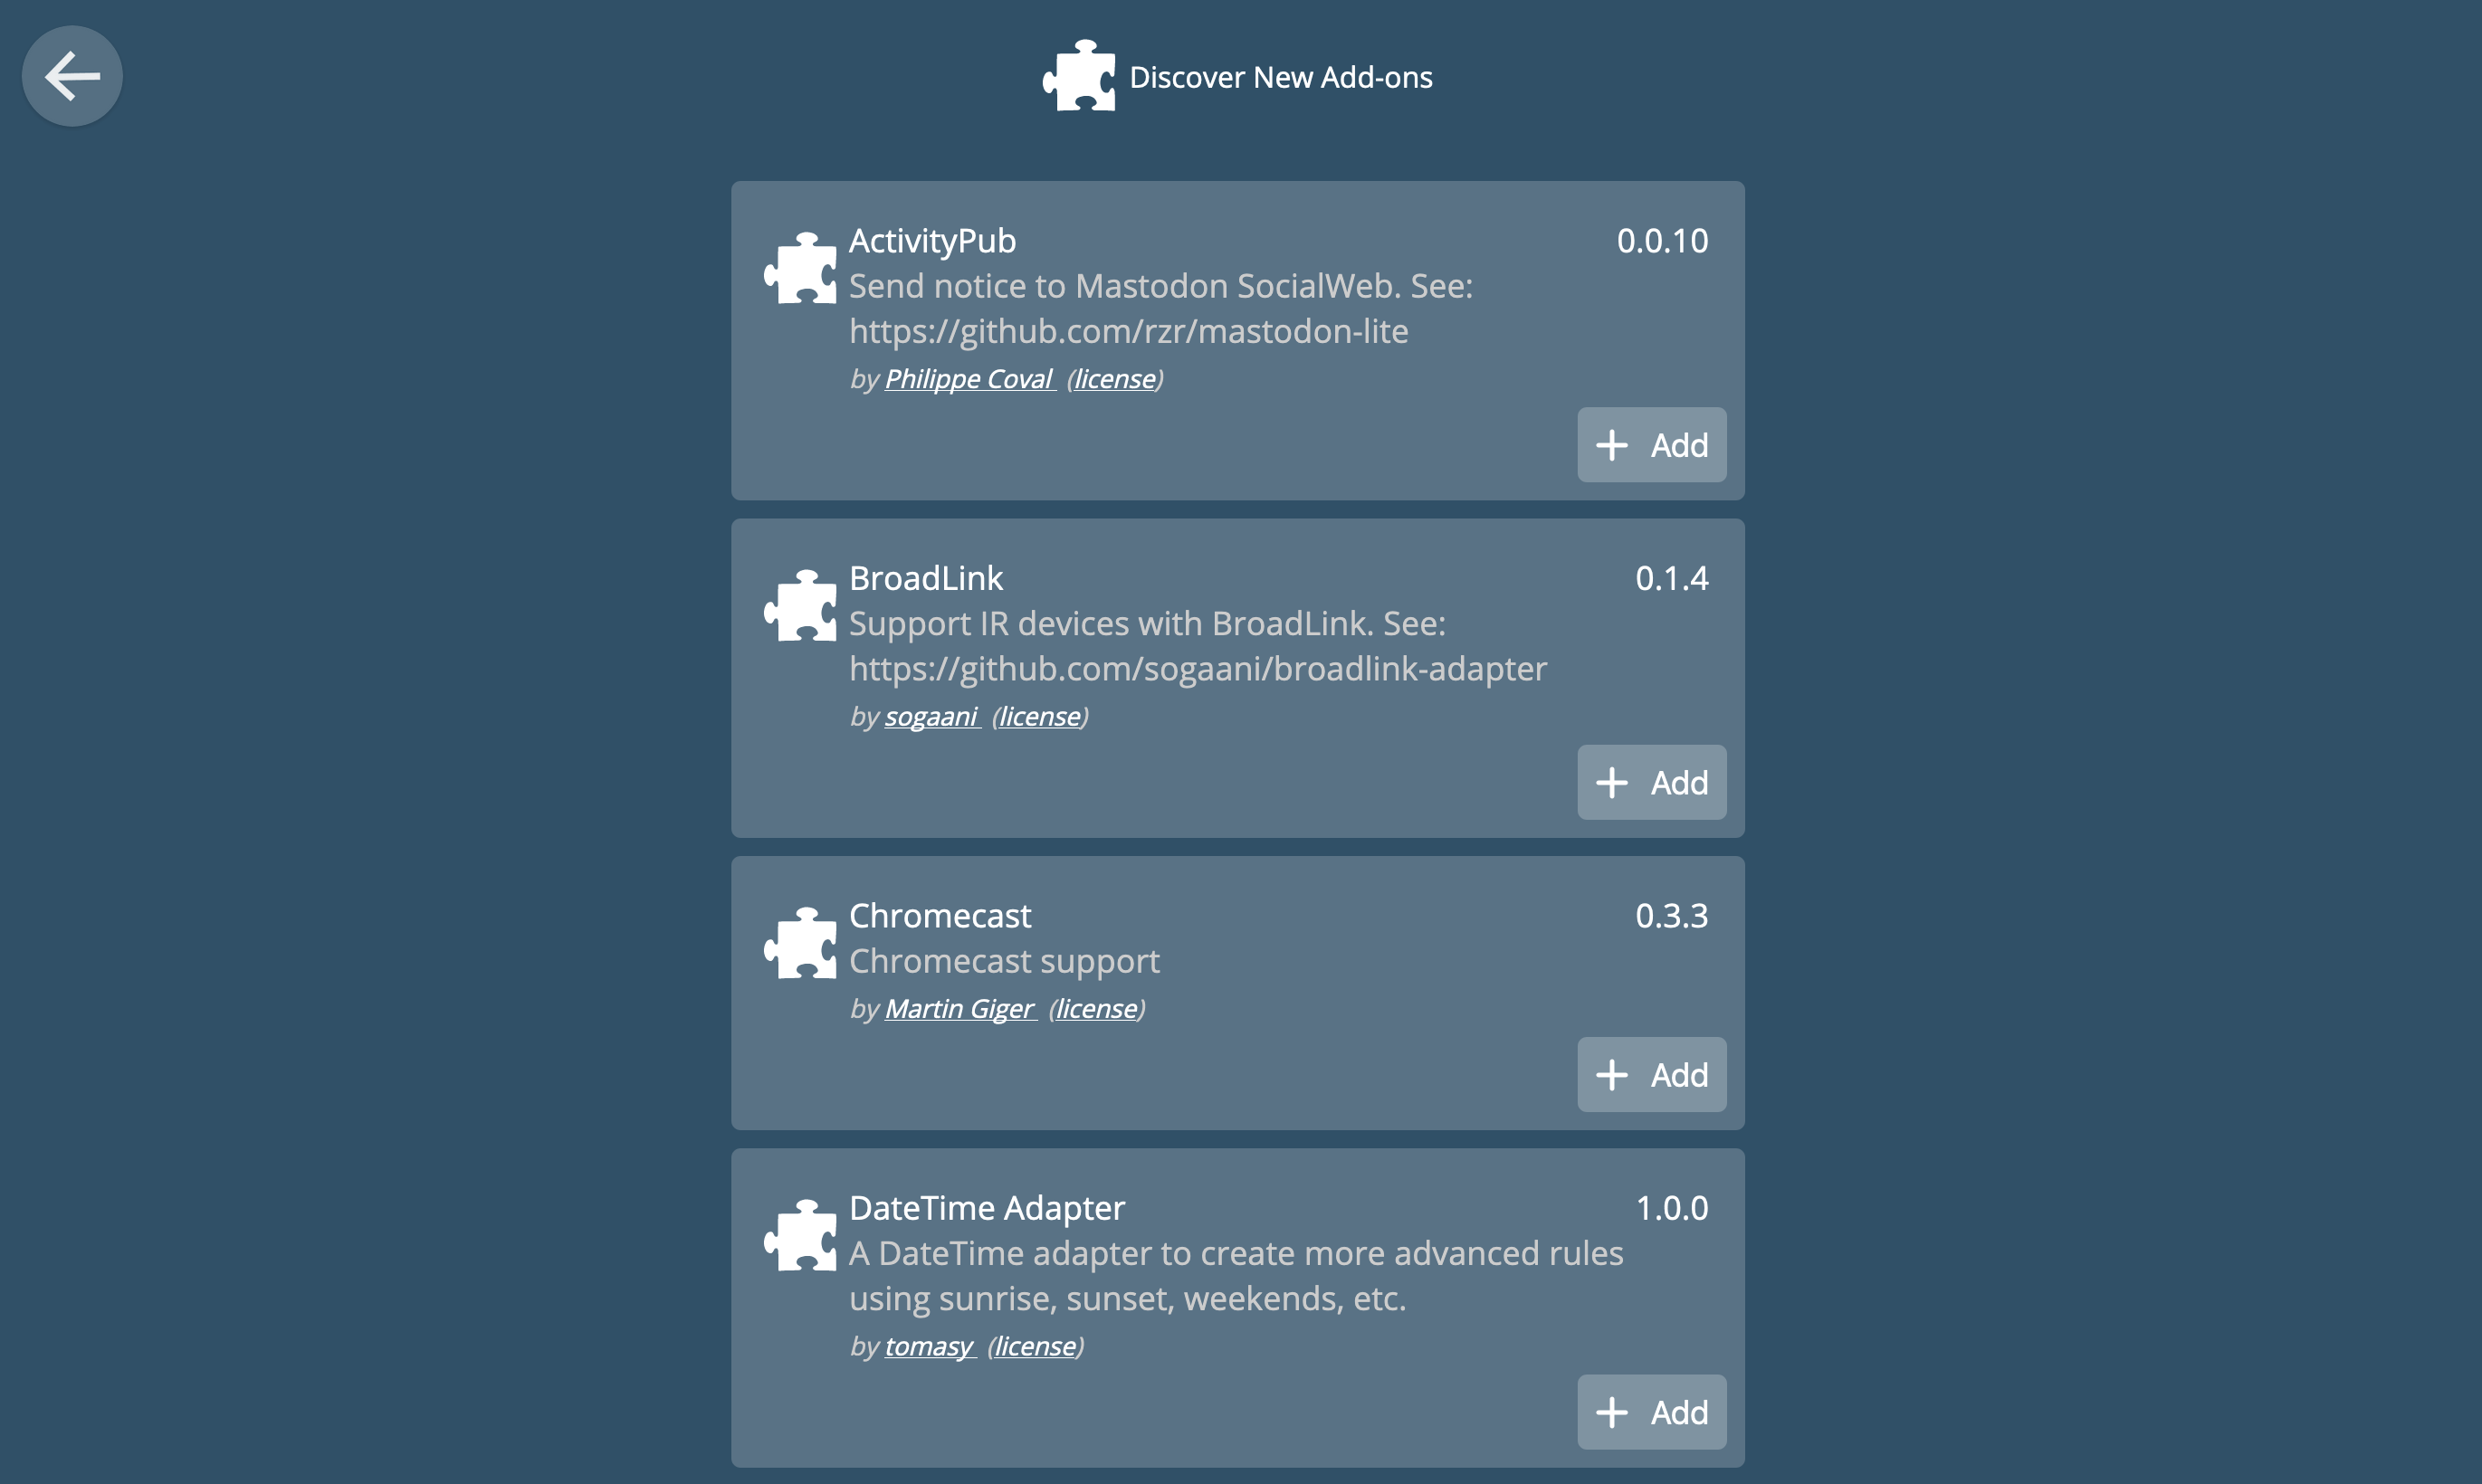 Discover New Add-ons
ActivityPub 0.0.10
Send notice to Mastodon SocialWeb. See:
https://github.com/rzr/mastodon-lite
by Philippe Coval (license)
+ Add
BroadLink 0.1.4
Support IR devices with BroadLink. See:
https://github.com/sogaani/broadlink-adapter
by sogaani (license)
+ Add
Chromecast 0.3.3
Chromecast support
by Martin Giger (license)
+ Add
DateTime Adapter 1.0.0
A DateTime adapter to create more advanced rules
using sunrise, sunset, weekends, etc.
by tomasy (license)
+ Add